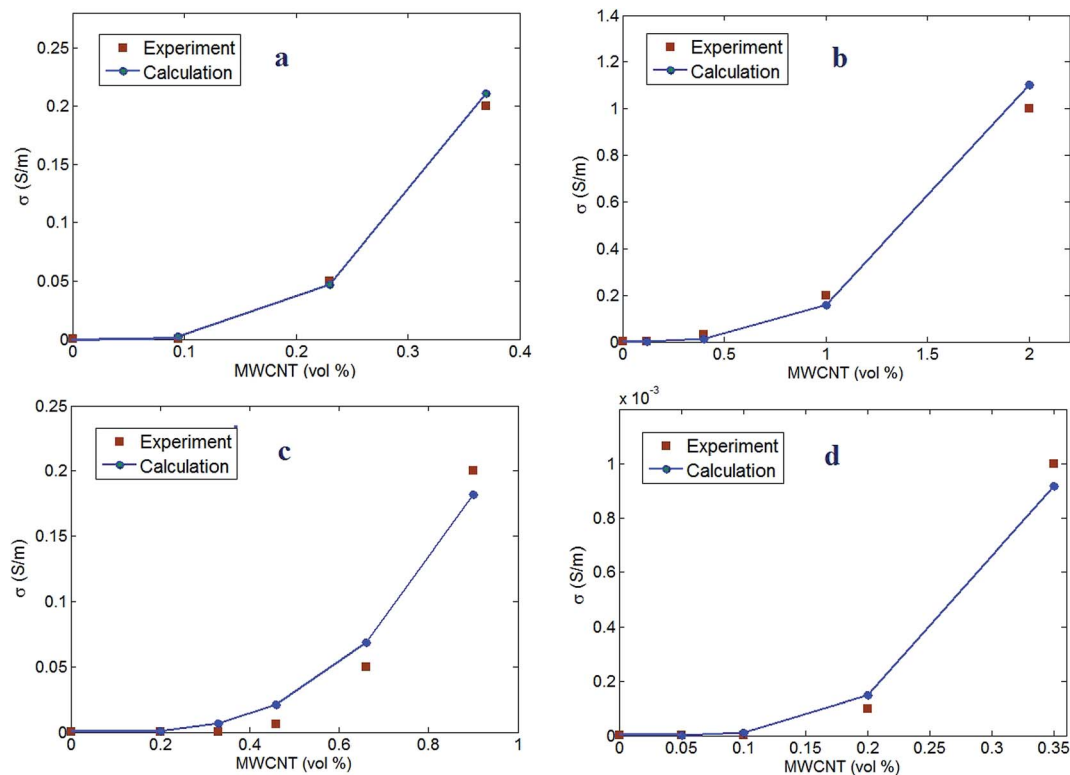 0.25
0.2
0.15
0.1
0.05
0
σ (S/m)
Experiment
Calculation
a
0 0.1 0.2 0.3 0.4
MWCNT (vol %)
1.4
1.2
1
0.8
0.6
0.4
0.2
0
σ (S/m)
Experiment
Calculation
b
0 0.5 1 1.5 2
MWCNT (vol %)
0.25
0.20
0.15
0.1
0.05
0
σ (S/m)
Experiment
Calculation
c
0 0.2 0.4 0.6 0.8 1
MWCNT (vol %)
x 10⁻³
1
0.8
0.6
0.4
0.2
0
σ (S/m)
Experiment
Calculation
d
0 0.05 0.1 0.15 0.2 0.25 0.3 0.35
MWCNT (vol %)